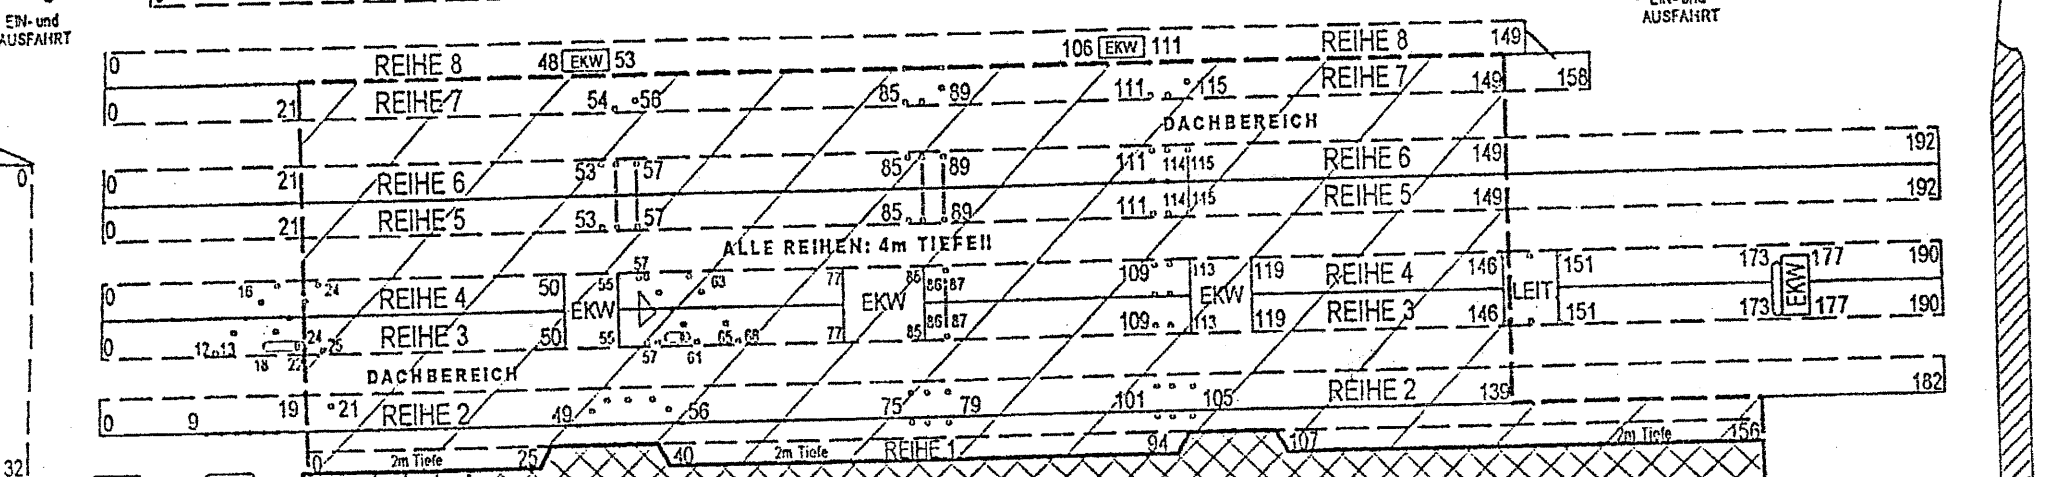 EIN- und
AUSFAHRT
AUSFAHRT
0 REIHE 8 48 EKW 53 106 EKW 111 REIHE 8 149
0 21 REIHE 7 54 56 85 89 111 115 REIHE 7 149 158
DACHBEREICH
0 21 REIHE 6 53 57 85 89 111 114 115 REIHE 6 149 192
0 21 REIHE 5 53 57 85 89 111 114 115 REIHE 5 149 192
ALLE REIHEN: 4m TIEFE!!
0 16 24 REIHE 4 50 EKW 55 57 63 77 EKW 86 87 109 113 EKW 119 REIHE 4 146 LEIT 151 173 EKW 177 190
0 12 13 18 22 24 25 REIHE 3 50 55 57 61 65 68 77 85 86 87 109 113 119 REIHE 3 146 151 173 177 190
DACHBEREICH
0 9 19 21 REIHE 2 49 56 75 79 101 105 REIHE 2 139 182
0 2m Tiefe 25 40 2m Tiefe REIHE 1 94 107 2m Tiefe 156
0
32